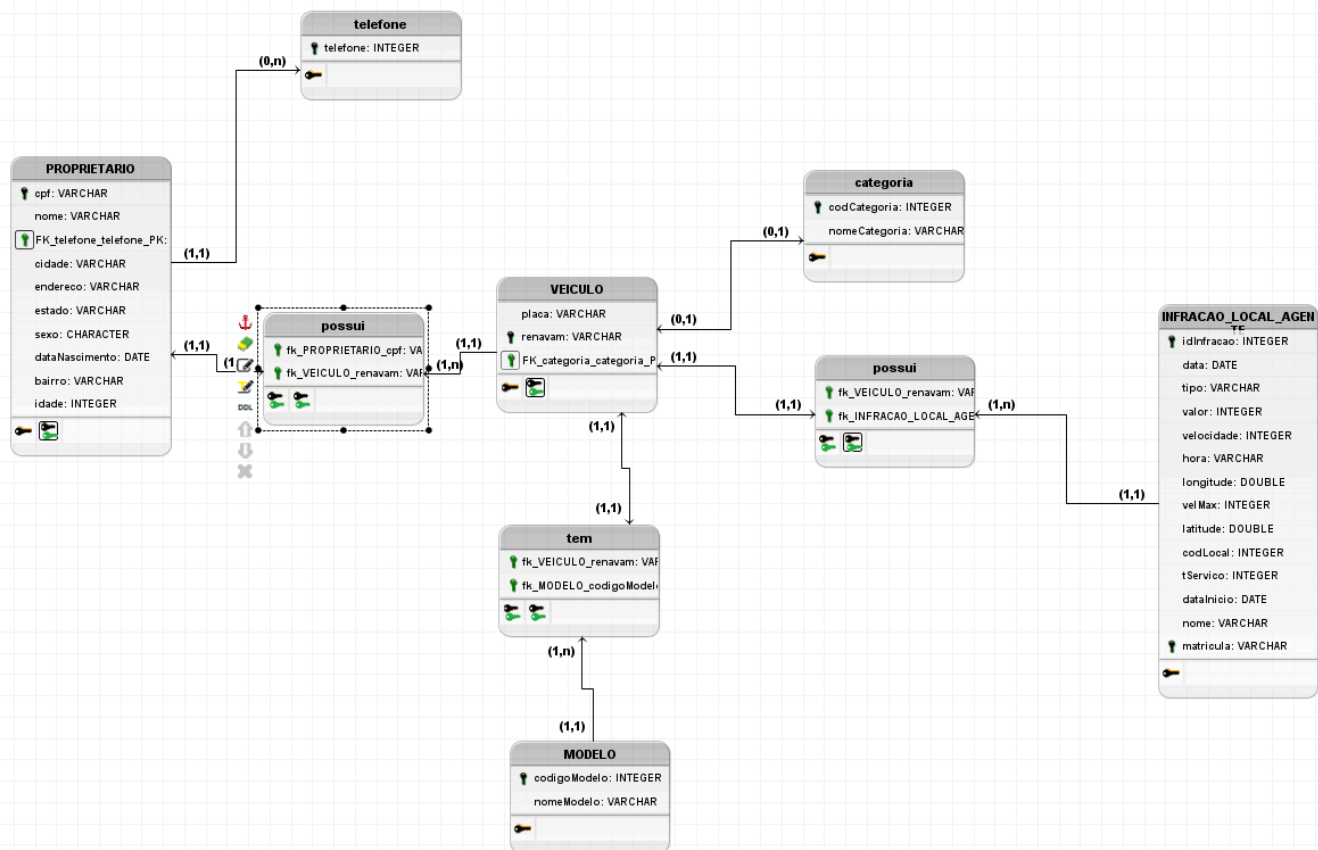 telefone
telefone: INTEGER
(0,n)
PROPRIETARIO
cpf: VARCHAR
nome: VARCHAR
FK_telefone_telefone_PK:
cidade: VARCHAR
endereco: VARCHAR
estado: VARCHAR
sexo: CHARACTER
dataNascimento: DATE
bairro: VARCHAR
idade: INTEGER
(1,1)
(1,1)
(1
DDL
possui
fk_PROPRIETARIO_cpf: VA
fk_VEICULO_renavam: VAR
(1,1)
(1,n)
VEICULO
placa: VARCHAR
renavam: VARCHAR
FK_categoria_categoria_P
(0,1)
(1,1)
(0,1)
categoria
codCategoria: INTEGER
nomeCategoria: VARCHAR
(1,1)
possui
fk_VEICULO_renavam: VAR
fk_INFRACAO_LOCAL_AGE
(1,n)
(1,1)
INFRACAO_LOCAL_AGEN
TE
idInfracao: INTEGER
data: DATE
tipo: VARCHAR
valor: INTEGER
velocidade: INTEGER
hora: VARCHAR
longitude: DOUBLE
velMax: INTEGER
latitude: DOUBLE
codLocal: INTEGER
tServico: INTEGER
dataInicio: DATE
nome: VARCHAR
matricula: VARCHAR
(1,1)
(1,1)
tem
fk_VEICULO_renavam: VAR
fk_MODELO_codigoModel
(1,n)
(1,1)
MODELO
codigoModelo: INTEGER
nomeModelo: VARCHAR